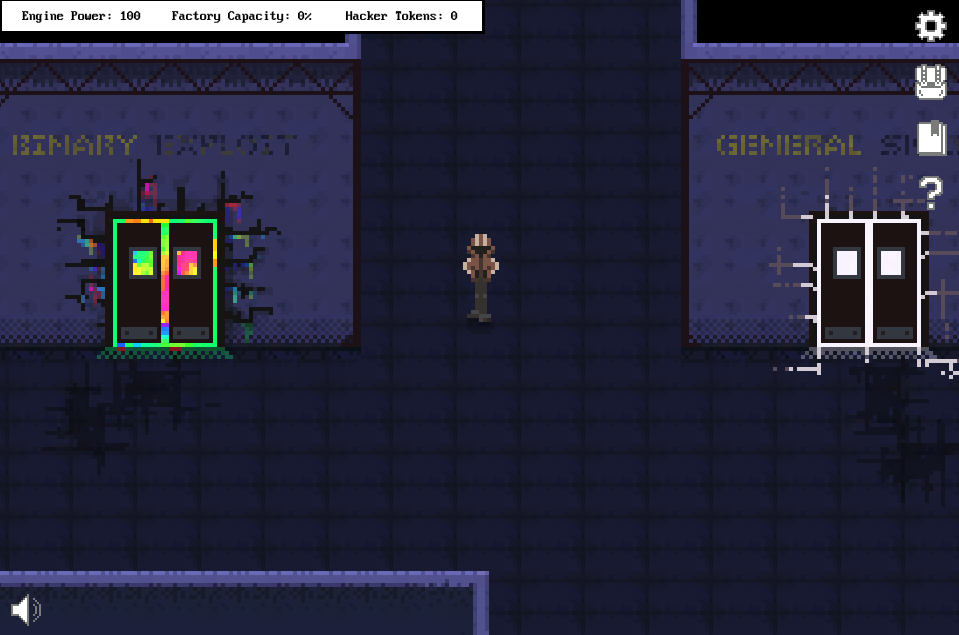 Engine Power: 100 Factory Capacity: 0% Hacker Tokens: 0
BINARY EXPLOIT
GENERAL
?